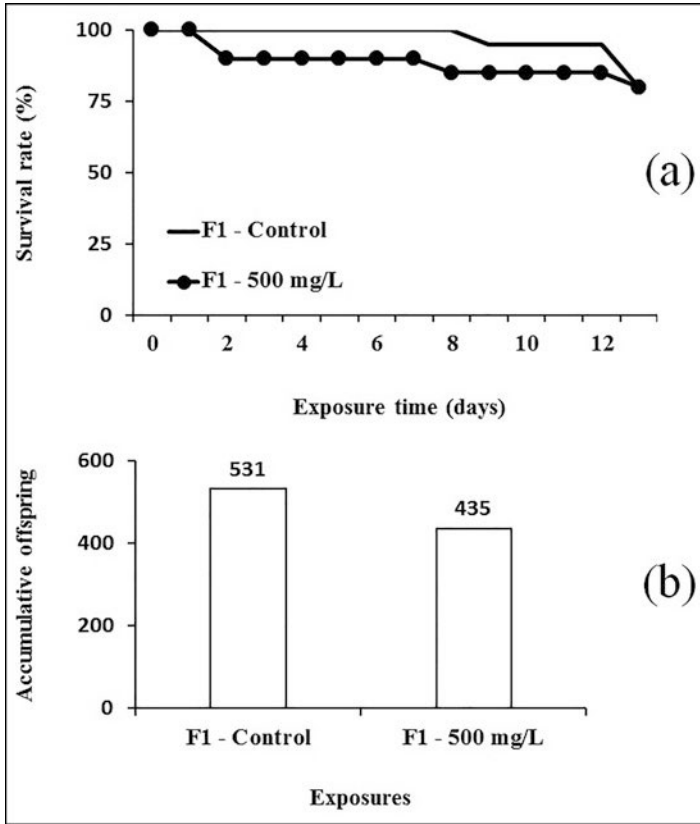 100
75
50
25
0
Survival rate (%)
(a)
F1 - Control
F1 - 500 mg/L
0 2 4 6 8 10 12
Exposure time (days)
600
400
200
0
Accumulative offspring
531
435
(b)
F1 - Control F1 - 500 mg/L
Exposures